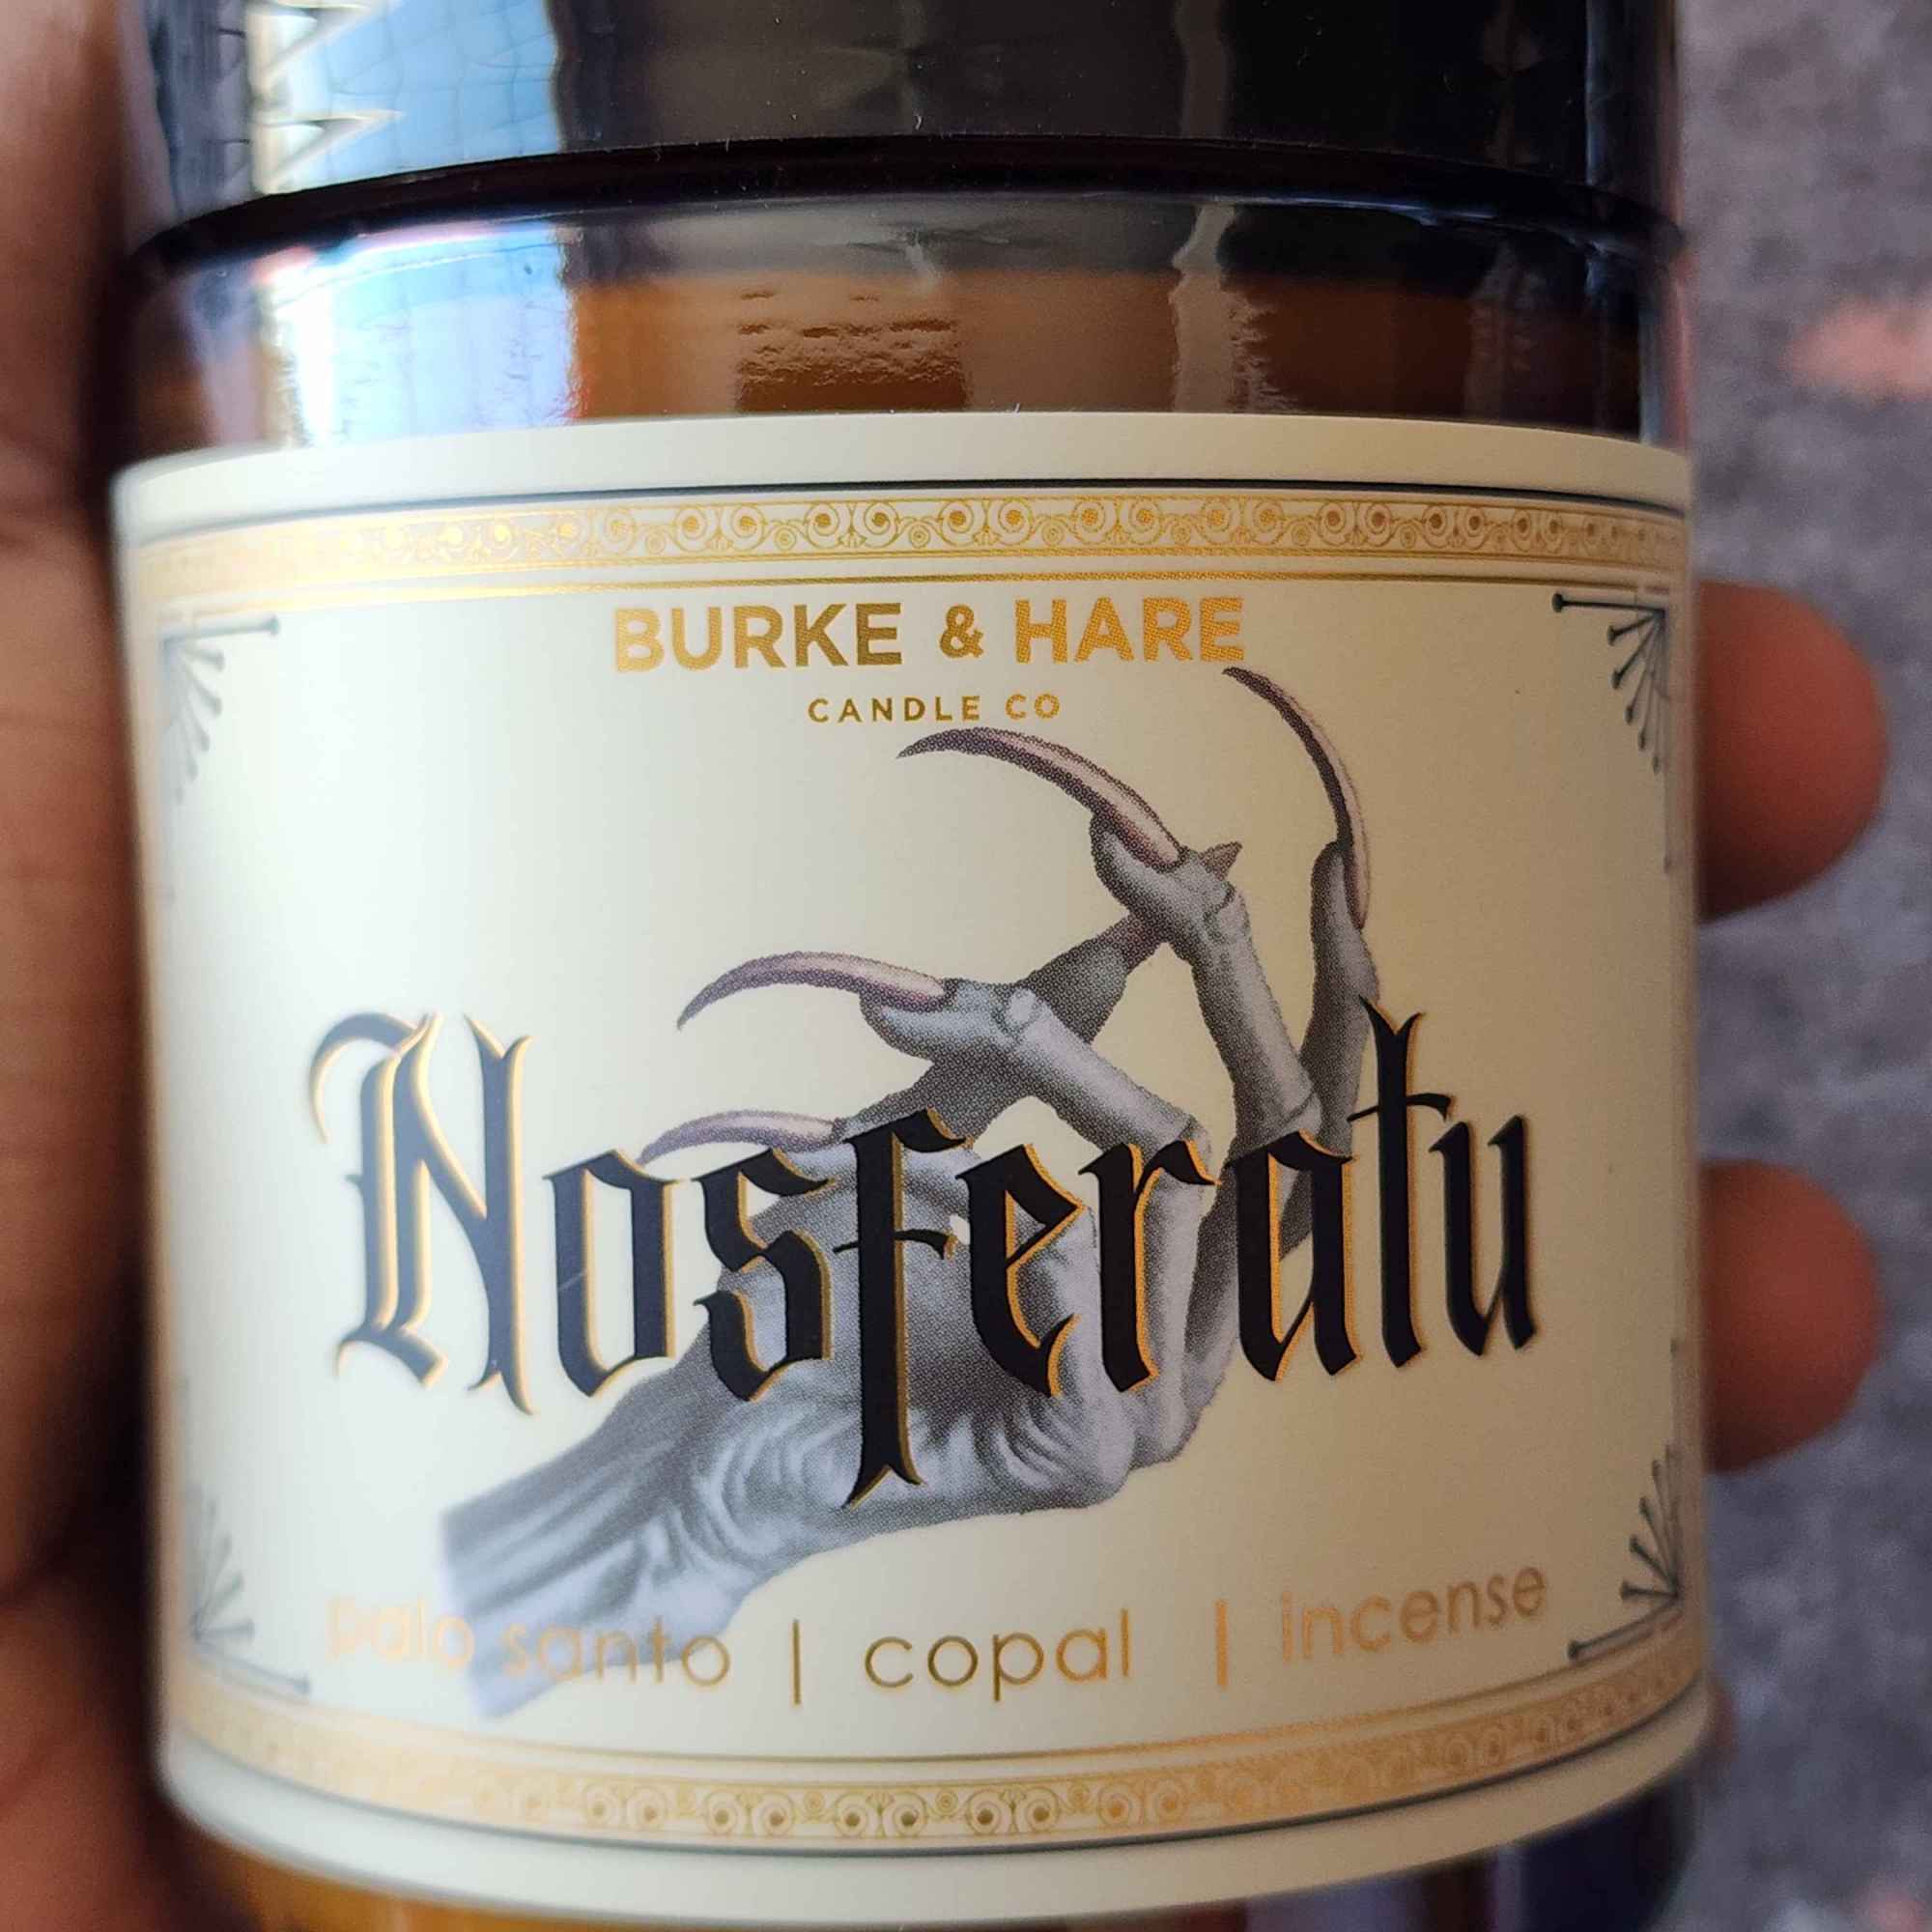 BURKE & HARE
CANDLE CO
Nosferatu
palo santo | copal | incense